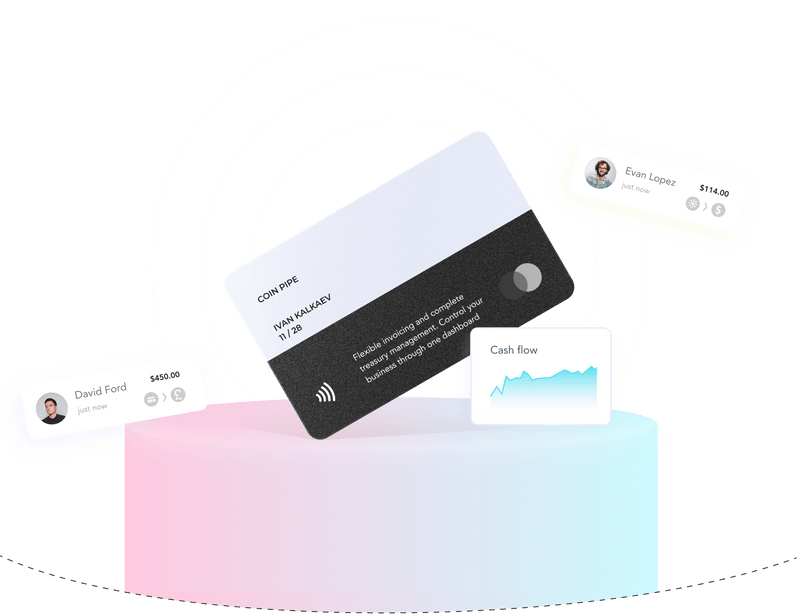 Evan Lopez
just now
$114.00
$
COIN PIPE
IVAN KALKAEV
11 / 28
Flexible invoicing and complete
treasury management. Control your
business through one dashboard
Cash flow
David Ford
just now
$450.00
£